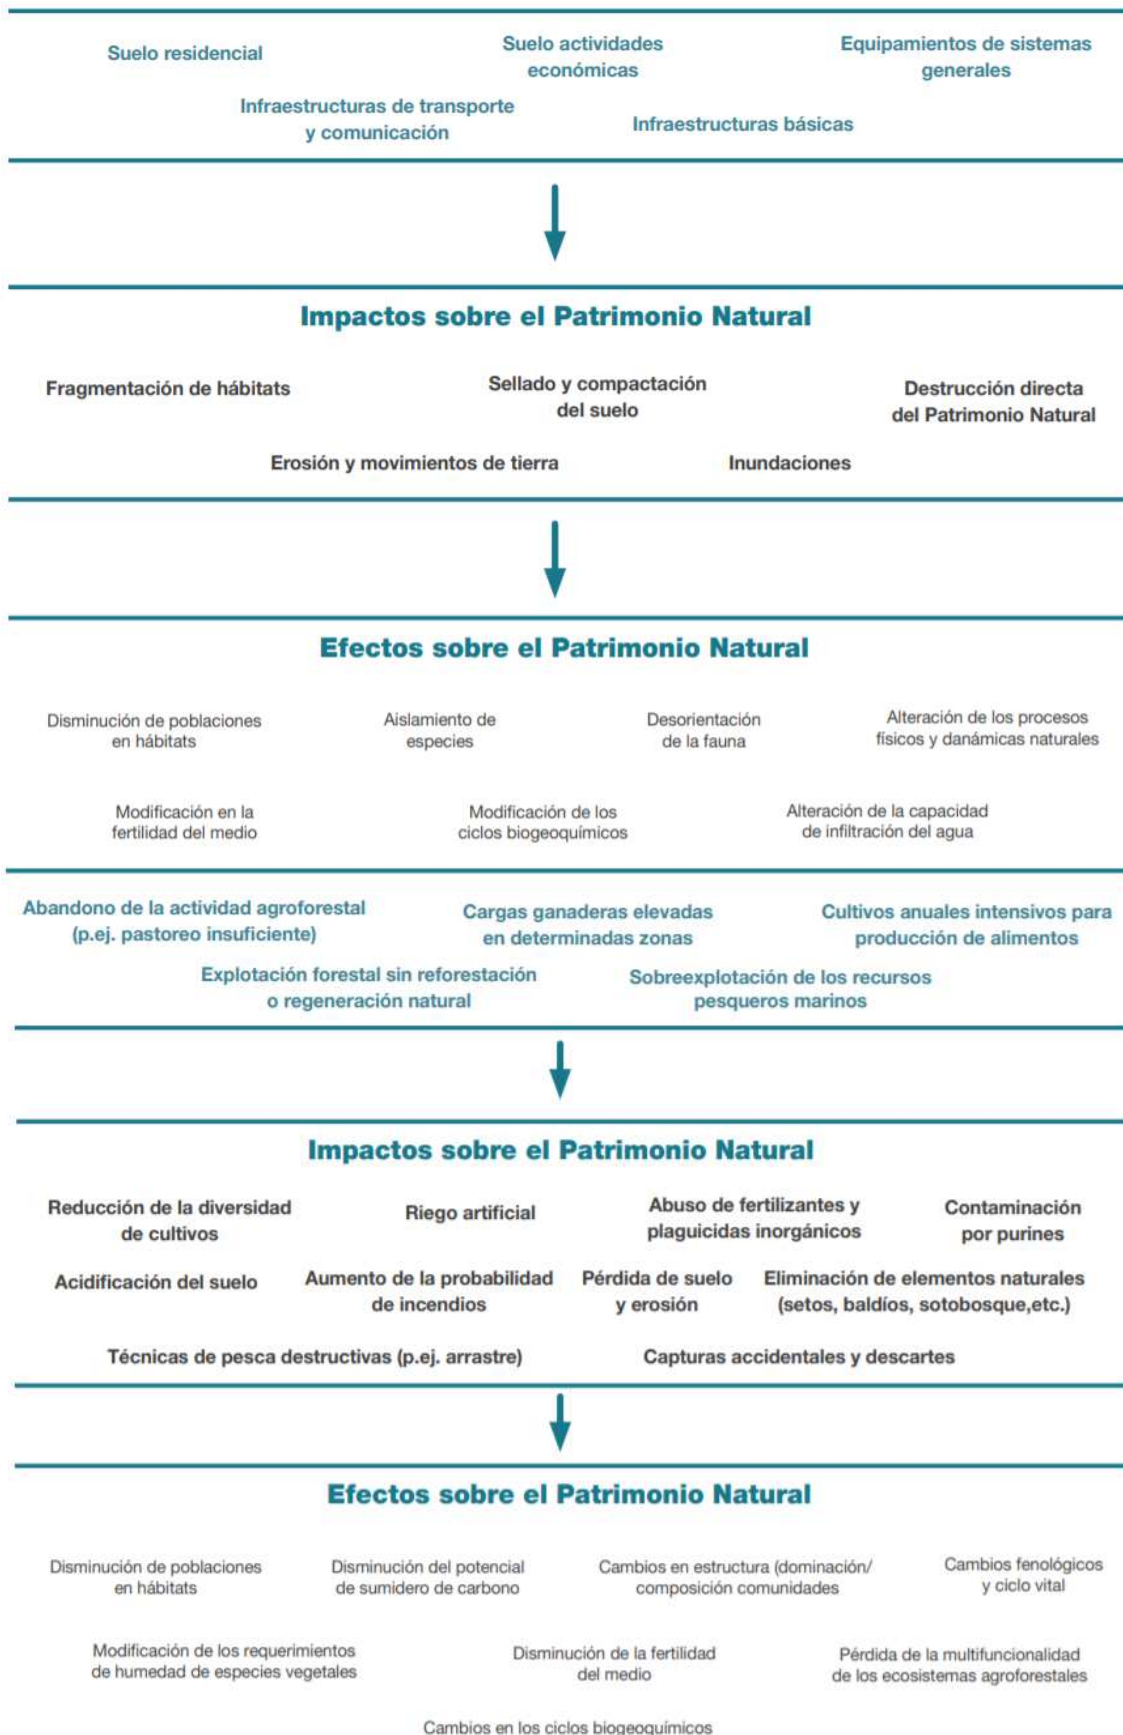 Suelo residencial
Suelo actividades
económicas
Equipamientos de sistemas
generales
Infraestructuras de transporte
y comunicación
Infraestructuras básicas
Impactos sobre el Patrimonio Natural
Fragmentación de hábitats
Sellado y compactación
del suelo
Destrucción directa
del Patrimonio Natural
Erosión y movimientos de tierra
Inundaciones
Efectos sobre el Patrimonio Natural
Disminución de poblaciones
en hábitats
Aislamiento de
especies
Desorientación
de la fauna
Alteración de los procesos
físicos y danámicas naturales
Modificación en la
fertilidad del medio
Modificación de los
ciclos biogeoquímicos
Alteración de la capacidad
de infiltración del agua
Abandono de la actividad agroforestal
(p.ej. pastoreo insuficiente)
Cargas ganaderas elevadas
en determinadas zonas
Cultivos anuales intensivos para
producción de alimentos
Explotación forestal sin reforestación
o regeneración natural
Sobreexplotación de los recursos
pesqueros marinos
Impactos sobre el Patrimonio Natural
Reducción de la diversidad
de cultivos
Riego artificial
Abuso de fertilizantes y
plaguicidas inorgánicos
Contaminación
por purines
Acidificación del suelo
Aumento de la probabilidad
de incendios
Pérdida de suelo
y erosión
Eliminación de elementos naturales
(setos, baldíos, sotobosque,etc.)
Técnicas de pesca destructivas (p.ej. arrastre)
Capturas accidentales y descartes
Efectos sobre el Patrimonio Natural
Disminución de poblaciones
en hábitats
Disminución del potencial
de sumidero de carbono
Cambios en estructura (dominación/
composición comunidades
Cambios fenológicos
y ciclo vital
Modificación de los requerimientos
de humedad de especies vegetales
Disminución de la fertilidad
del medio
Pérdida de la multifuncionalidad
de los ecosistemas agroforestales
Cambios en los ciclos biogeoquímicos